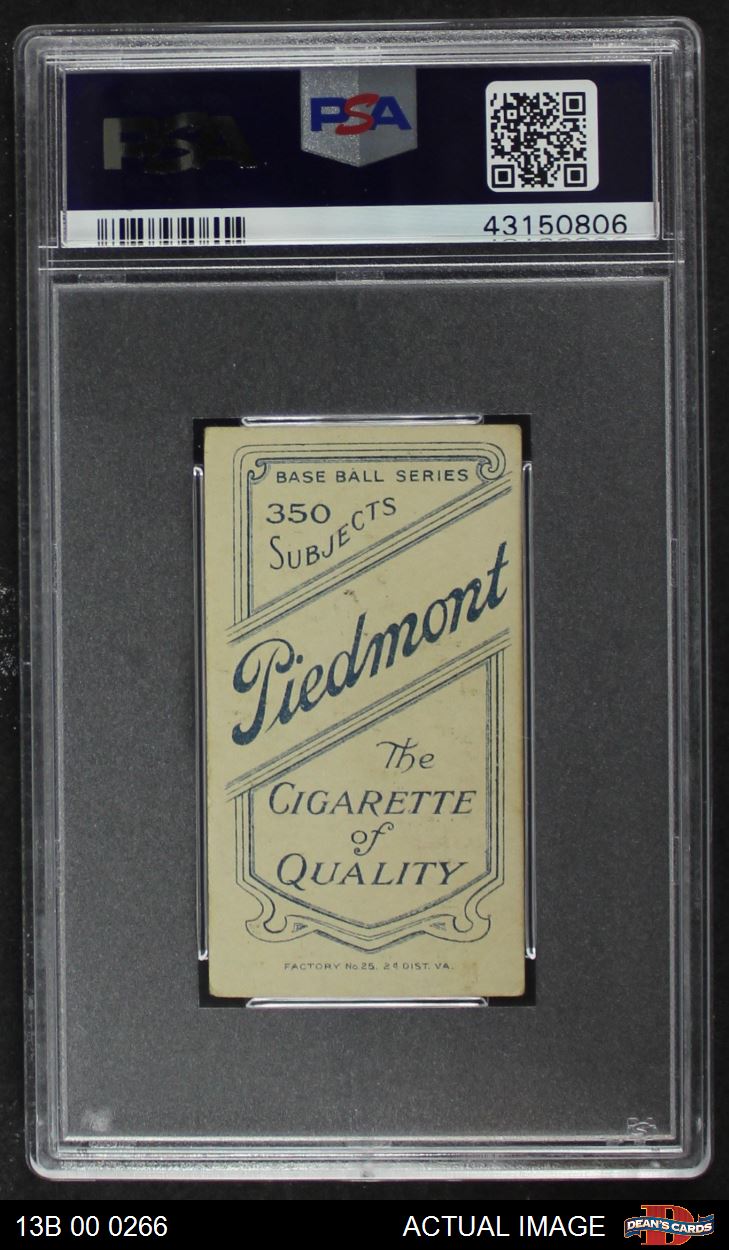 PSA
PSA
43150806
BASE BALL SERIES
350
SUBJECTS
Piedmont
The
CIGARETTE
of
QUALITY
FACTORY No 25. 2d DIST. VA.
PSA
13B 00 0266
ACTUAL IMAGE
D
DEAN'S CARDS